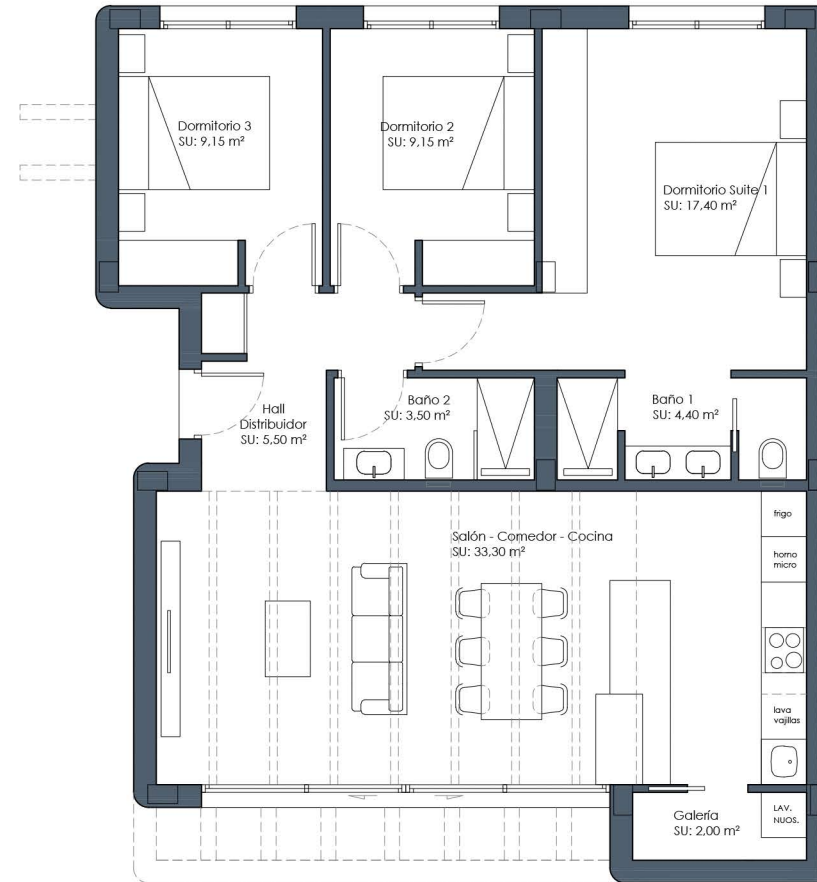 Dormitorio 3
SU: 9,15 m²
Dormitorio 2
SU: 9,15 m²
Dormitorio Suite 1
SU: 17,40 m²
Hall
Distribuidor
SU: 5,50 m²
Baño 2
SU: 3,50 m²
Baño 1
SU: 4,40 m²
Salón - Comedor - Cocina
SU: 33,30 m²
frigo
horno
micro
lava
vajillas
Galería
SU: 2,00 m²
LAV.
NUOS.